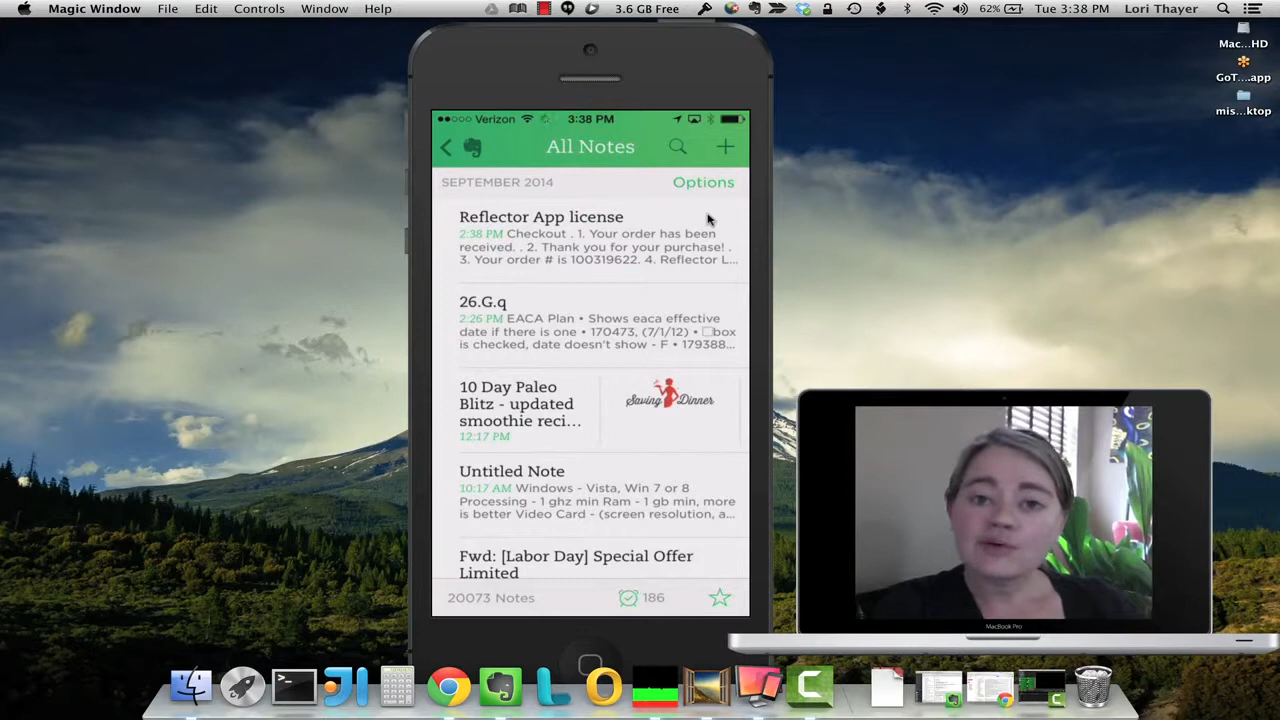 Magic Window File Edit Controls Window Help 3.6 GB Free 62% Tue 3:38 PM Lori Thayer
Mac...HD
GoT....app
mis...ktop
Verizon 3:38 PM
All Notes
SEPTEMBER 2014 Options
Reflector App license
2:38 PM Checkout . 1. Your order has been
received. . 2. Thank you for your purchase! .
3. Your order # is 100319622. 4. Reflector L...
26.G.q
2:26 PM EACA Plan • Shows eaca effective
date if there is one • 170473, (7/1/12) • ☐box
is checked, date doesn't show - F • 179388...
10 Day Paleo
Blitz - updated
smoothie reci...
12:17 PM
Saving Dinner
Untitled Note
10:17 AM Windows - Vista, Win 7 or 8
Processing - 1 ghz min Ram - 1 gb min, more
is better Video Card - (screen resolution, a...
Fwd: [Labor Day] Special Offer
Limited
20073 Notes 186
MacBook Pro